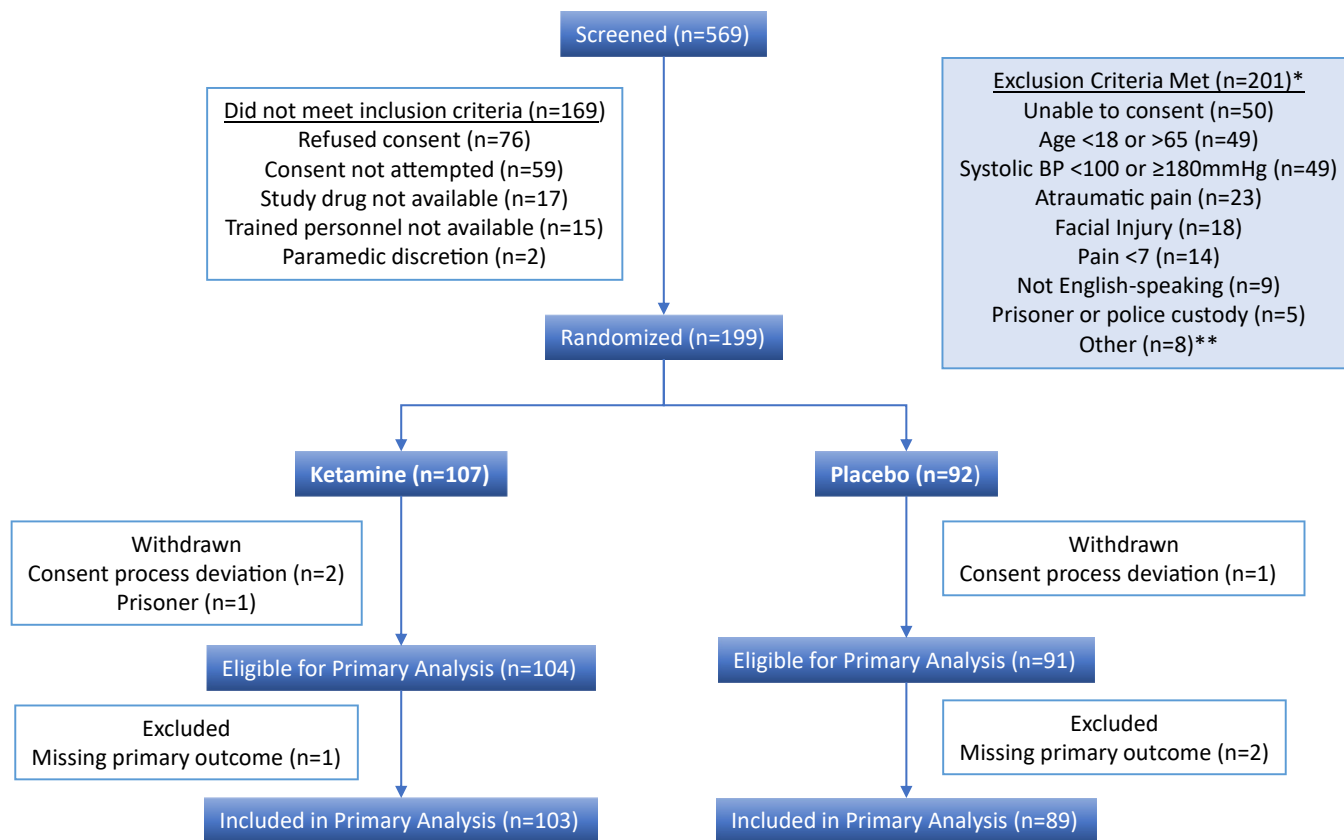 Screened (n=569)
Did not meet inclusion criteria (n=169)
Refused consent (n=76)
Consent not attempted (n=59)
Study drug not available (n=17)
Trained personnel not available (n=15)
Paramedic discretion (n=2)
Exclusion Criteria Met (n=201)*
Unable to consent (n=50)
Age <18 or >65 (n=49)
Systolic BP <100 or ≥180mmHg (n=49)
Atraumatic pain (n=23)
Facial Injury (n=18)
Pain <7 (n=14)
Not English-speaking (n=9)
Prisoner or police custody (n=5)
Other (n=8)**
Randomized (n=199)
Ketamine (n=107)
Placebo (n=92)
Withdrawn
Consent process deviation (n=2)
Prisoner (n=1)
Withdrawn
Consent process deviation (n=1)
Eligible for Primary Analysis (n=104)
Eligible for Primary Analysis (n=91)
Excluded
Missing primary outcome (n=1)
Excluded
Missing primary outcome (n=2)
Included in Primary Analysis (n=103)
Included in Primary Analysis (n=89)